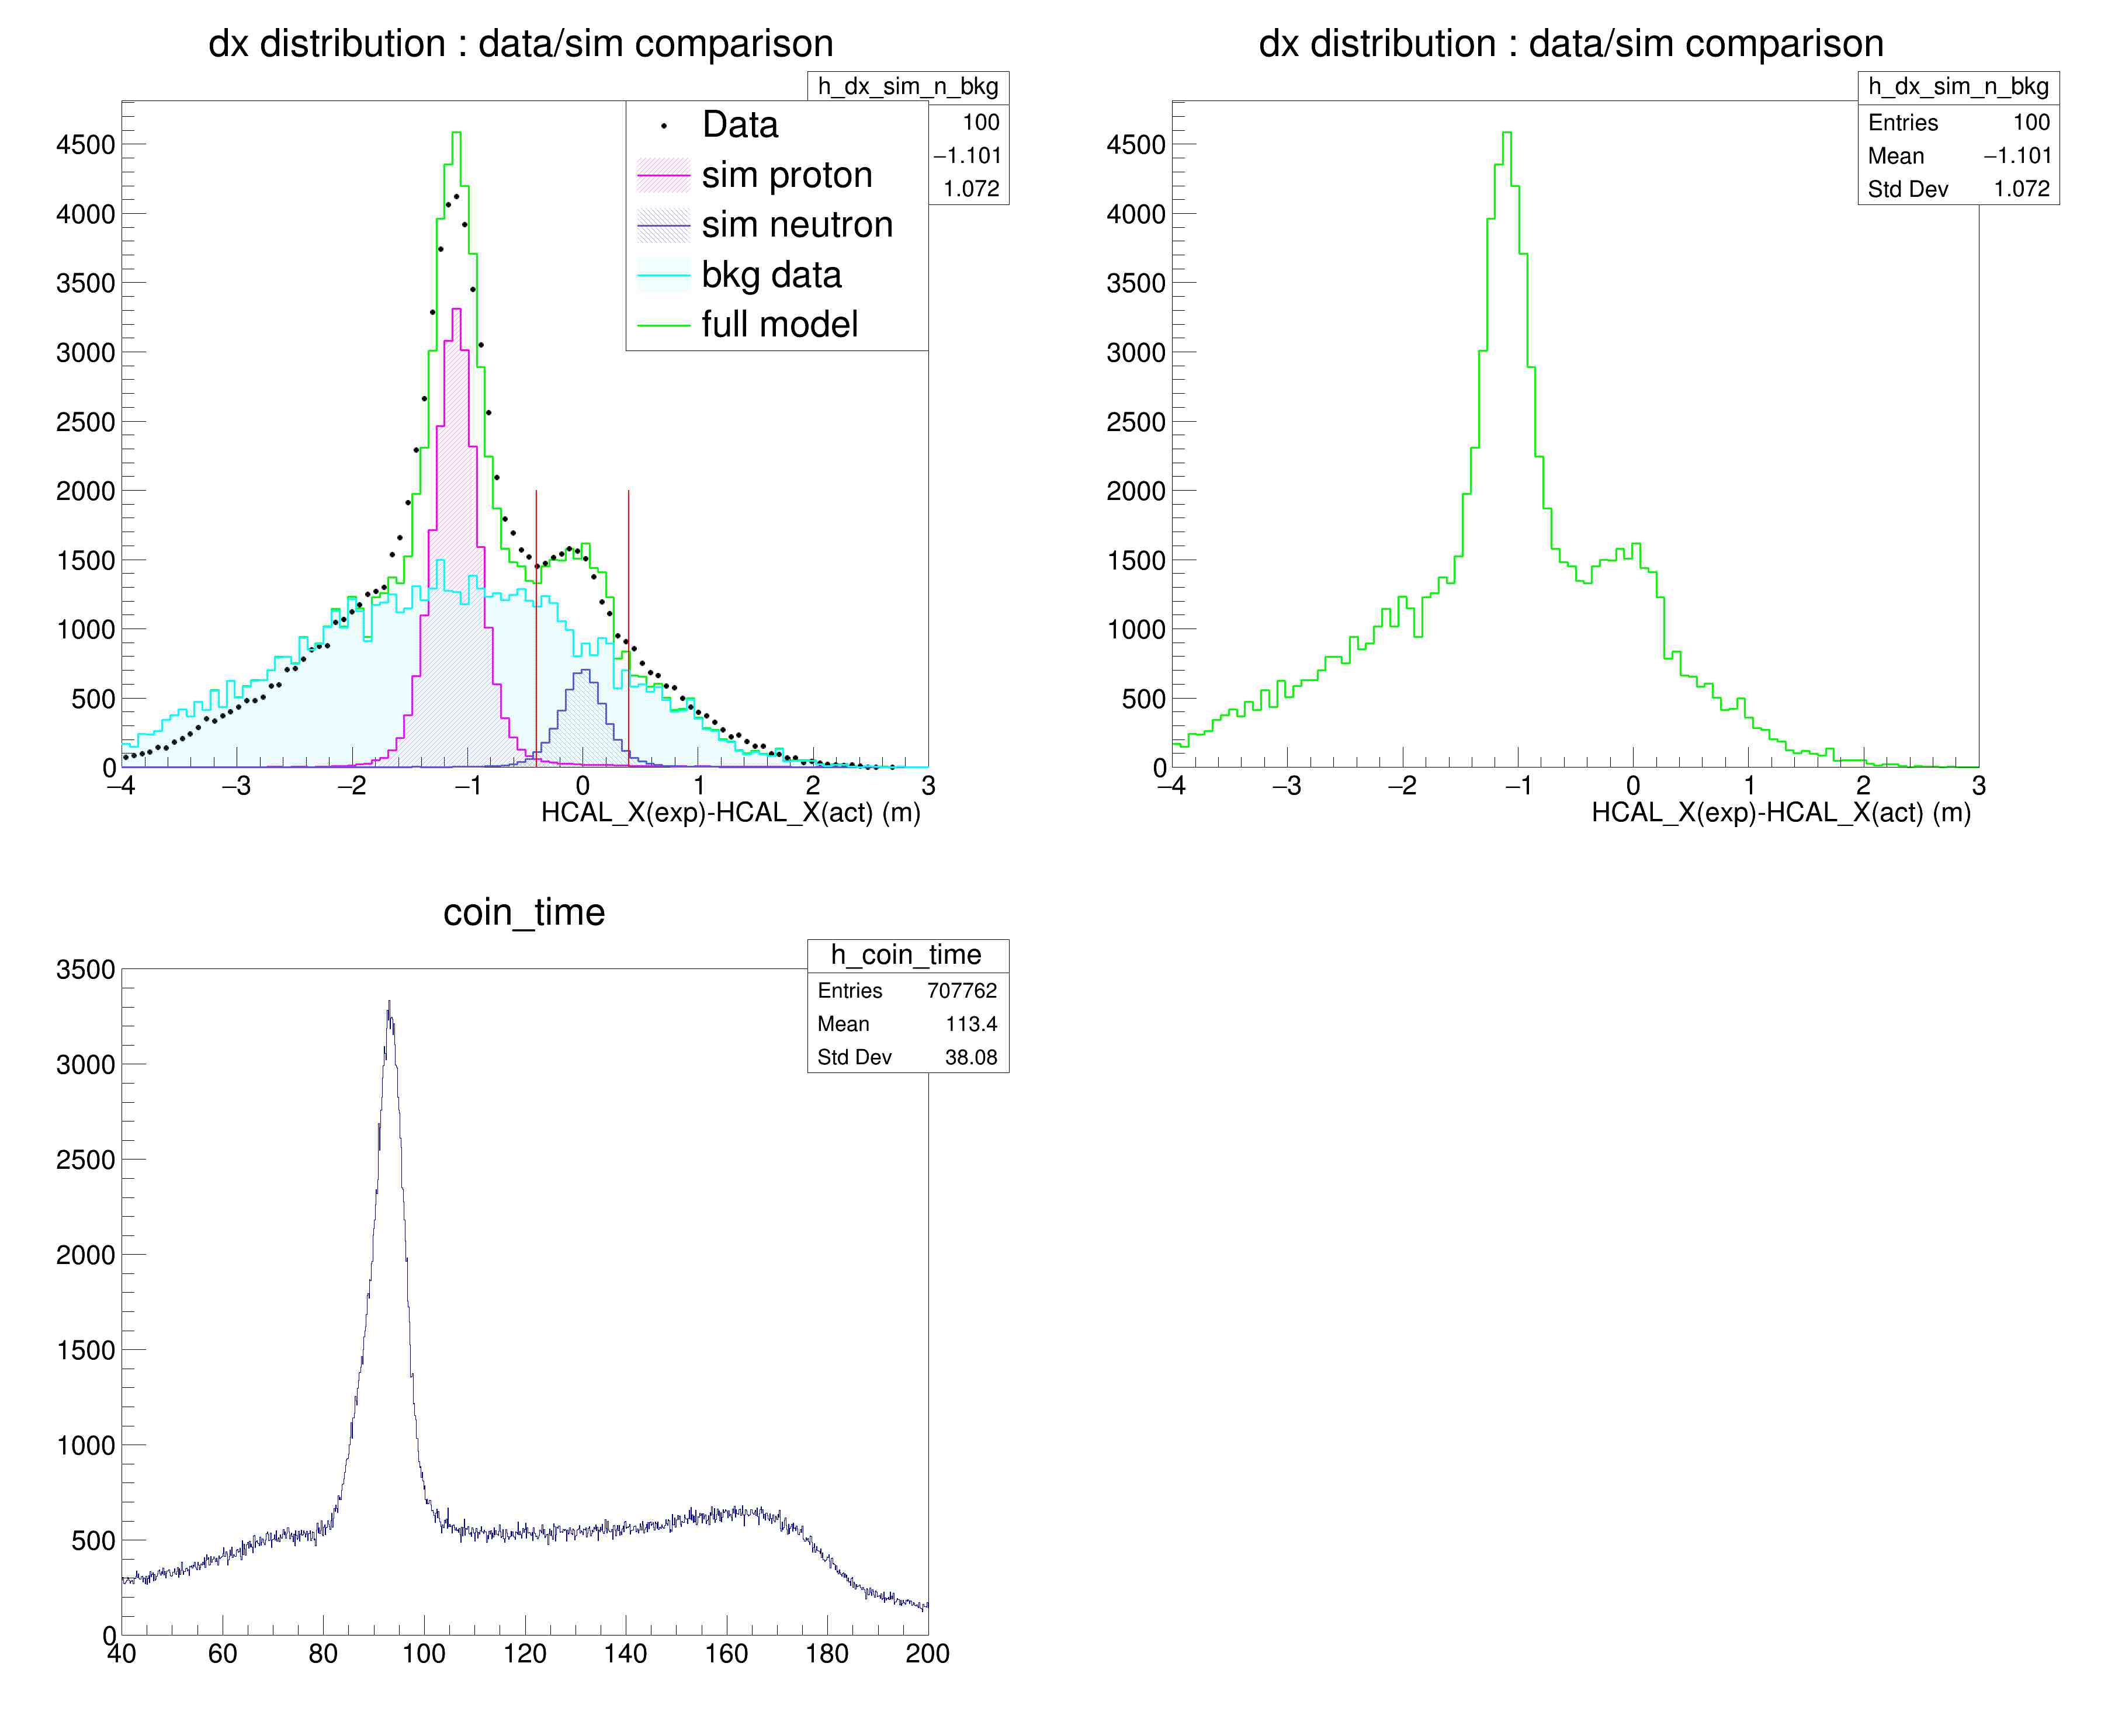 dx distribution : data/sim comparison
h_dx_sim_n_bkg
100
−1.101
1.072
Data
sim proton
sim neutron
bkg data
full model
4500
4000
3500
3000
2500
2000
1500
1000
500
0
−4 −3 −2 −1 0 1 2 3
HCAL_X(exp)-HCAL_X(act) (m)
dx distribution : data/sim comparison
h_dx_sim_n_bkg
Entries 100
Mean −1.101
Std Dev 1.072
4500
4000
3500
3000
2500
2000
1500
1000
500
0
−4 −3 −2 −1 0 1 2 3
HCAL_X(exp)-HCAL_X(act) (m)
coin_time
h_coin_time
Entries 707762
Mean 113.4
Std Dev 38.08
3500
3000
2500
2000
1500
1000
500
0
40 60 80 100 120 140 160 180 200